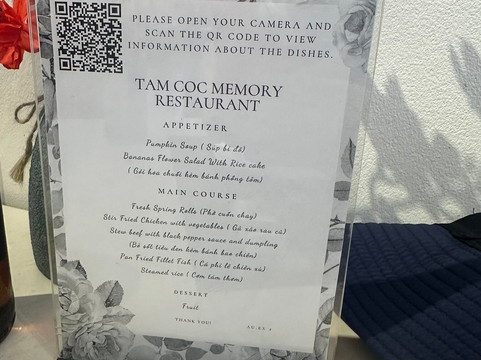 PLEASE OPEN YOUR CAMERA AND
SCAN THE QR CODE TO VIEW
INFORMATION ABOUT THE DISHES.
TAM COC MEMORY
RESTAURANT
APPETIZER
Pumpkin Soup ( Súp bí đỏ)
Bananas Flower Salad With Rice cake
( Gỏi hoa chuối kèm bánh phồng tôm)
MAIN COURSE
Fresh Spring Rolls (Phở cuốn chay)
Stir Fried Chicken with vegetables ( Gà xào rau củ)
Stew beef with black pepper sauce and dumpling
(Bò sốt tiêu đen kèm bánh bao chiên)
Pan Fried Fillet Fish ( Cá phi lê chiên xù)
Steamed rice ( Cơm tám thơm)
DESSERT
Fruit
THANK YOU!